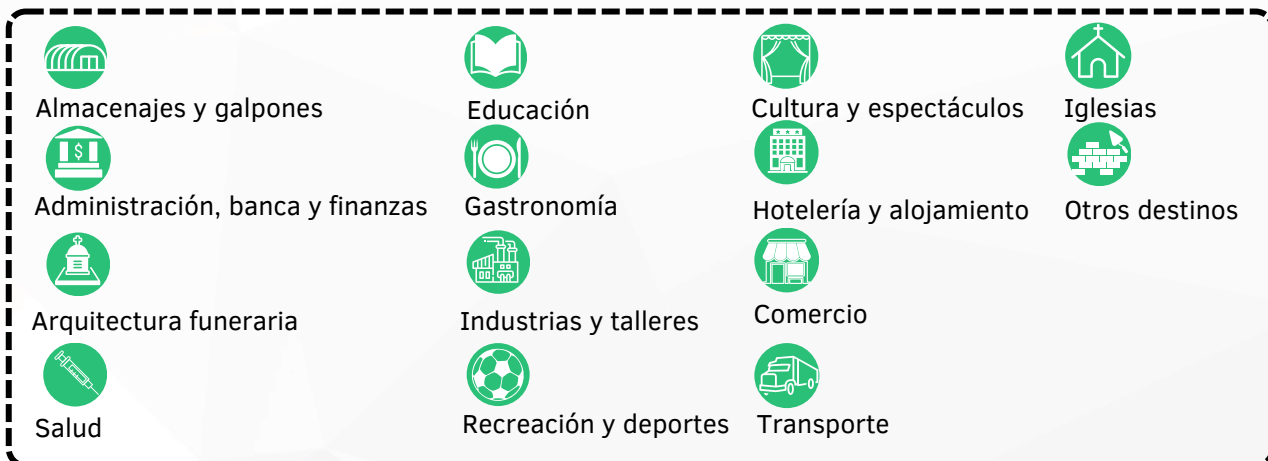 Almacenajes y galpones
Educación
Cultura y espectáculos
Iglesias
$
Administración, banca y finanzas
Gastronomía
Hotelería y alojamiento
Otros destinos
Arquitectura funeraria
Industrias y talleres
Comercio
Salud
Recreación y deportes
Transporte